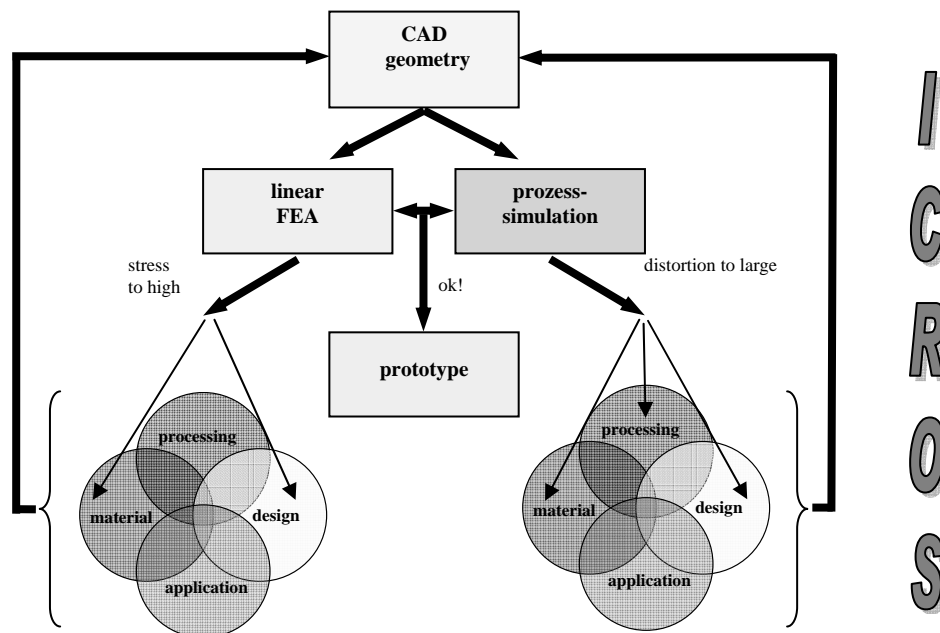 CAD
geometry
linear
FEA
prozess-
simulation
stress
to high
ok!
distortion to large
prototype
processing
material
design
application
processing
material
design
application
I
C
R
O
S